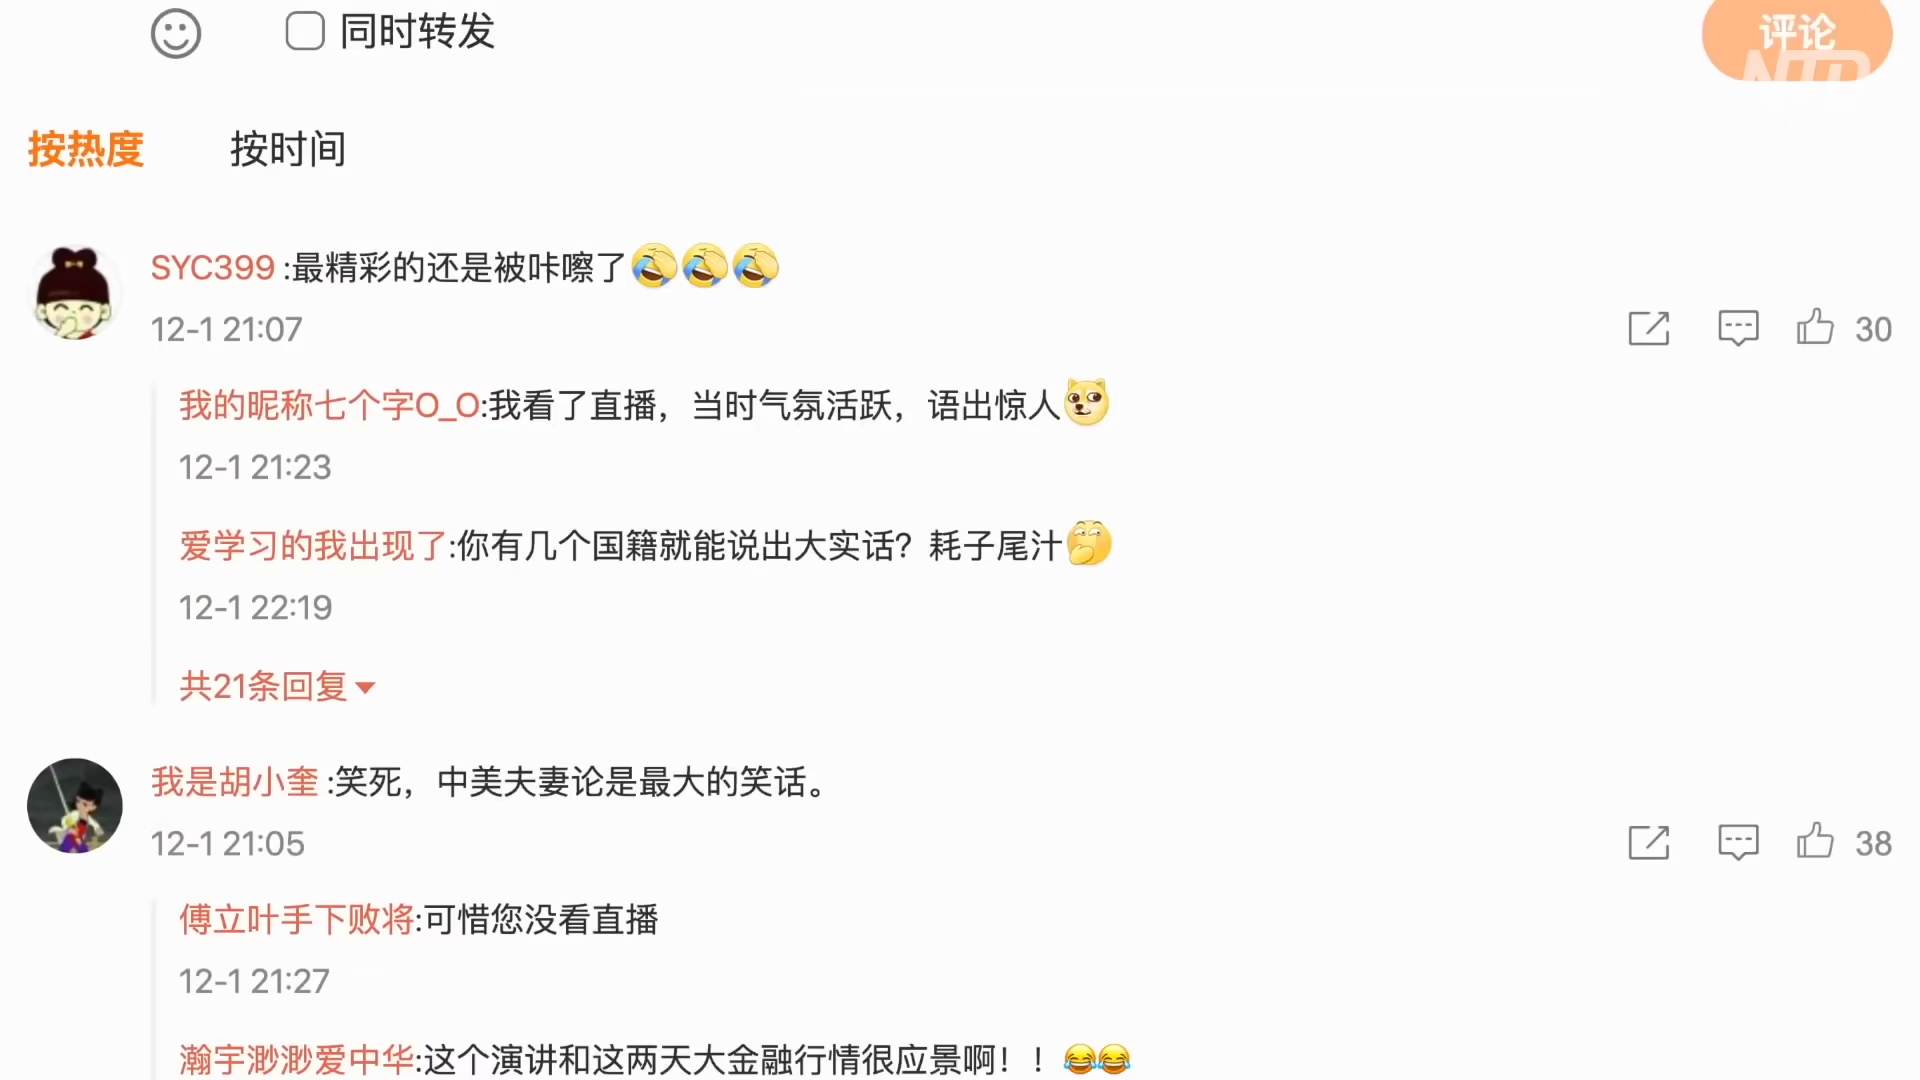 同时转发
评论
NTD
按热度 按时间
SYC399 :最精彩的还是被咔嚓了
12-1 21:07
30
我的昵称七个字O_O:我看了直播，当时气氛活跃，语出惊人
12-1 21:23
爱学习的我出现了:你有几个国籍就能说出大实话？耗子尾汁
12-1 22:19
共21条回复
我是胡小奎 :笑死，中美夫妻论是最大的笑话。
12-1 21:05
38
傅立叶手下败将:可惜您没看直播
12-1 21:27
瀚宇渺渺爱中华:这个演讲和这两天大金融行情很应景啊！！